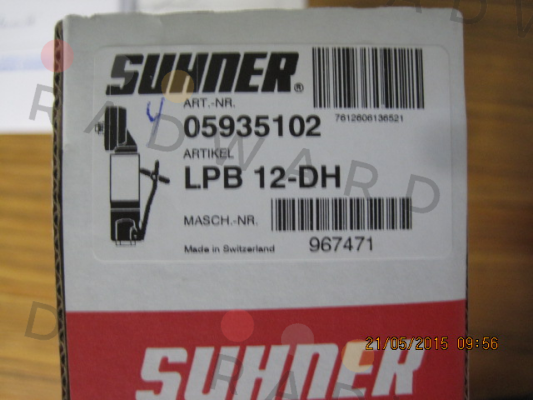 SUHNER®
ART.-NR.
05935102
7612606136521
ARTIKEL
LPB 12-DH
MASCH.-NR.
Made in Switzerland
967471
RADWARD
SUHNER
21/05/2015 09:56